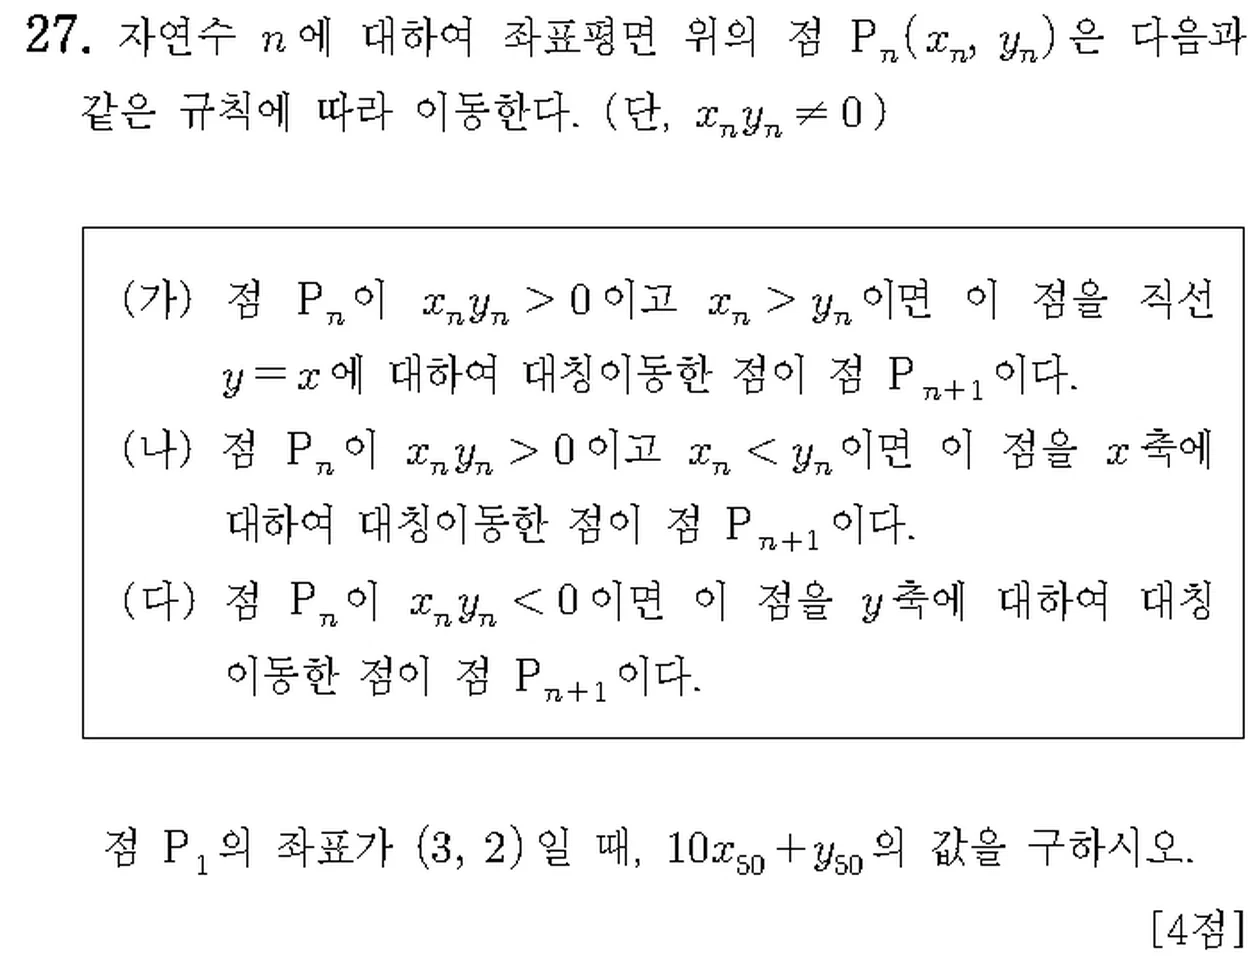 27. 자연수 n에 대하여 좌표평면 위의 점 Pₙ(xₙ, yₙ)은 다음과
같은 규칙에 따라 이동한다. (단, xₙyₙ ≠ 0)
(가) 점 Pₙ이 xₙyₙ > 0이고 xₙ > yₙ이면 이 점을 직선
y = x에 대하여 대칭이동한 점이 점 Pₙ₊₁이다.
(나) 점 Pₙ이 xₙyₙ > 0이고 xₙ < yₙ이면 이 점을 x축에
대하여 대칭이동한 점이 점 Pₙ₊₁이다.
(다) 점 Pₙ이 xₙyₙ < 0이면 이 점을 y축에 대하여 대칭
이동한 점이 점 Pₙ₊₁이다.
점 P₁의 좌표가 (3, 2)일 때, 10x₅₀ + y₅₀의 값을 구하시오.
[4점]